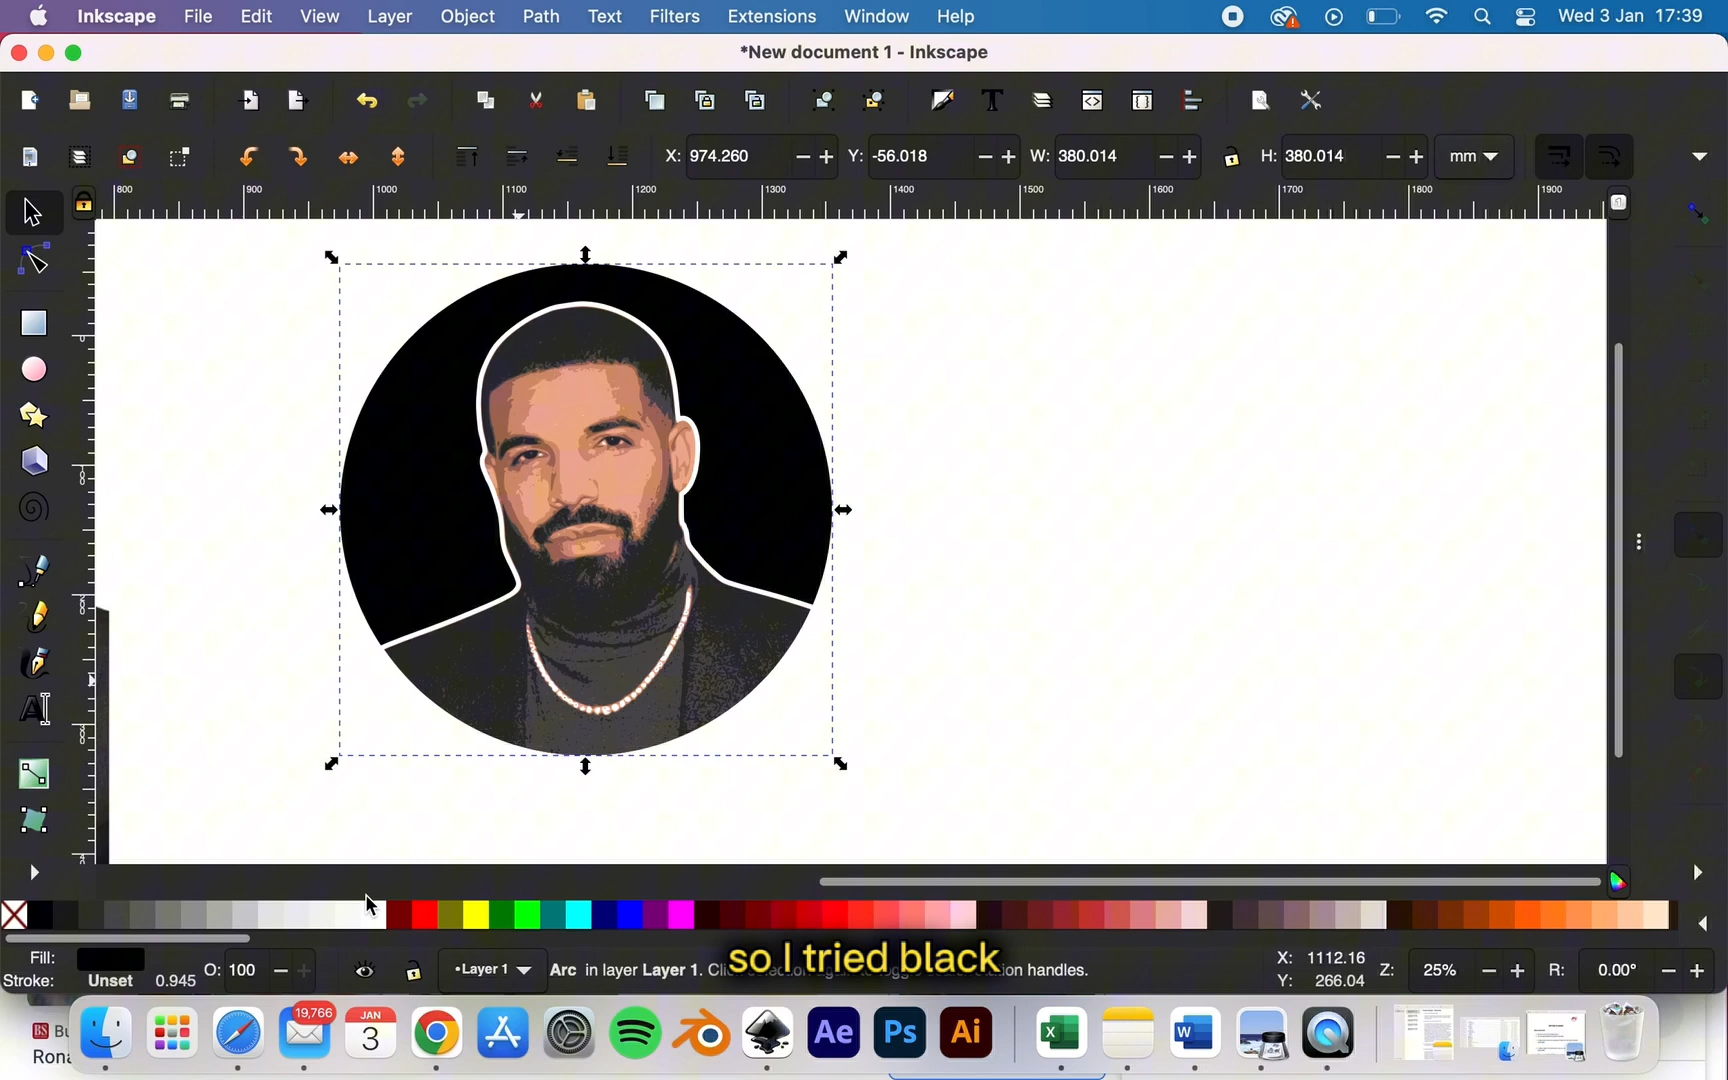 Inkscape File Edit View Layer Object Path Text Filters Extensions Window Help Wed 3 Jan 17:39
*New document 1 - Inkscape
X: 974.260 Y: -56.018 W: 380.014 H: 380.014 mm
800 900 1000 1100 1200 1300 1400 1500 1600 1700 1800 1900
Fill:
Stroke: Unset 0.945 O: 100 •Layer 1 Arc in layer Layer 1. X: 1112.16 Y: 266.04 Z: 25% R: 0.00°
so I tried black
19,766
JAN
3
Ae Ps Ai
X W
BS Bu
Rona